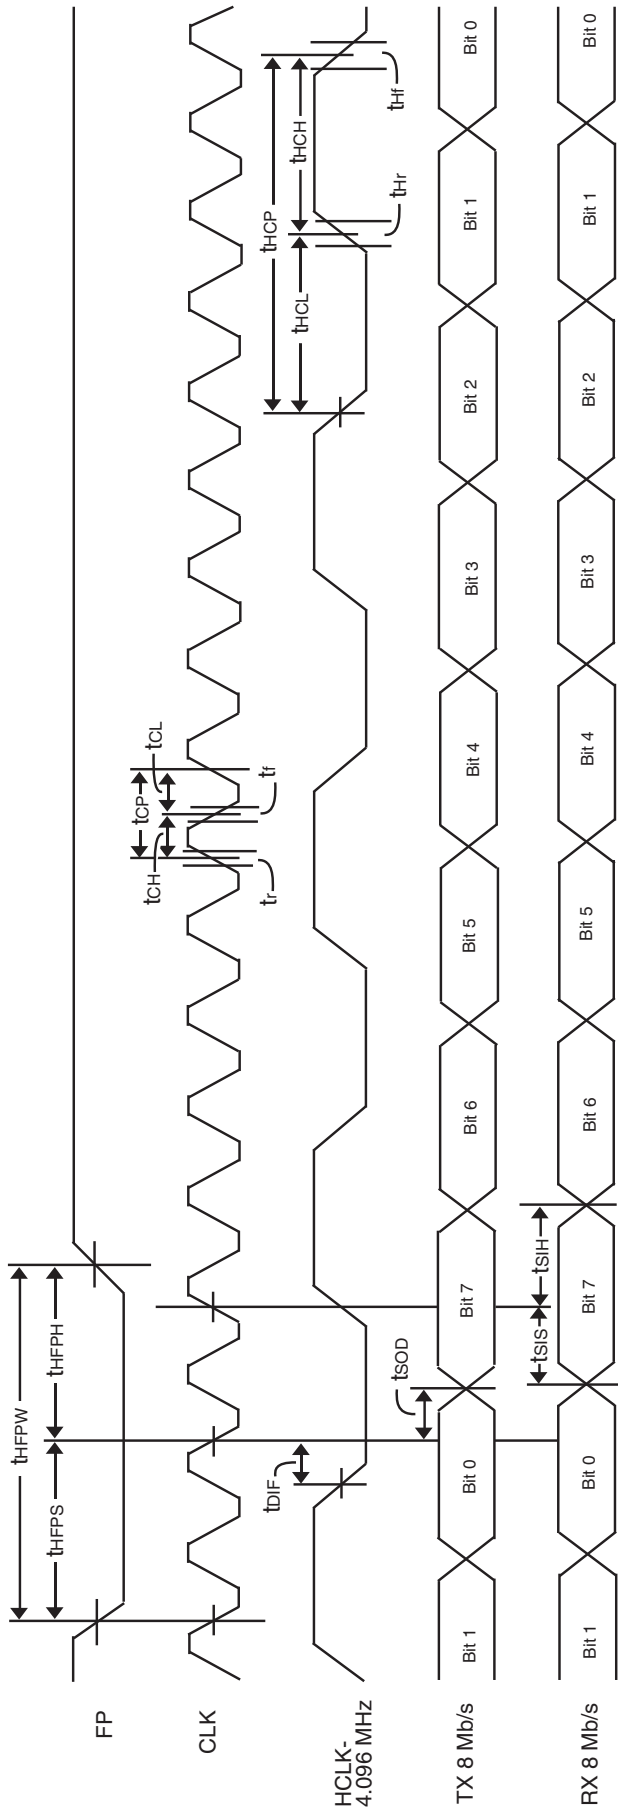 tHFPW
tHFPS
tHFPH
FP
tCH
tCP
tCL
CLK
tr
tf
tDIF
tHCP
tHCL
tHCH
HCLK-
4.096 MHz
tHr
tHf
tSOD
TX 8 Mb/s
Bit 1
Bit 0
Bit 7
Bit 6
Bit 5
Bit 4
Bit 3
Bit 2
Bit 1
Bit 0
tSIS
tSIH
RX 8 Mb/s
Bit 1
Bit 0
Bit 7
Bit 6
Bit 5
Bit 4
Bit 3
Bit 2
Bit 1
Bit 0